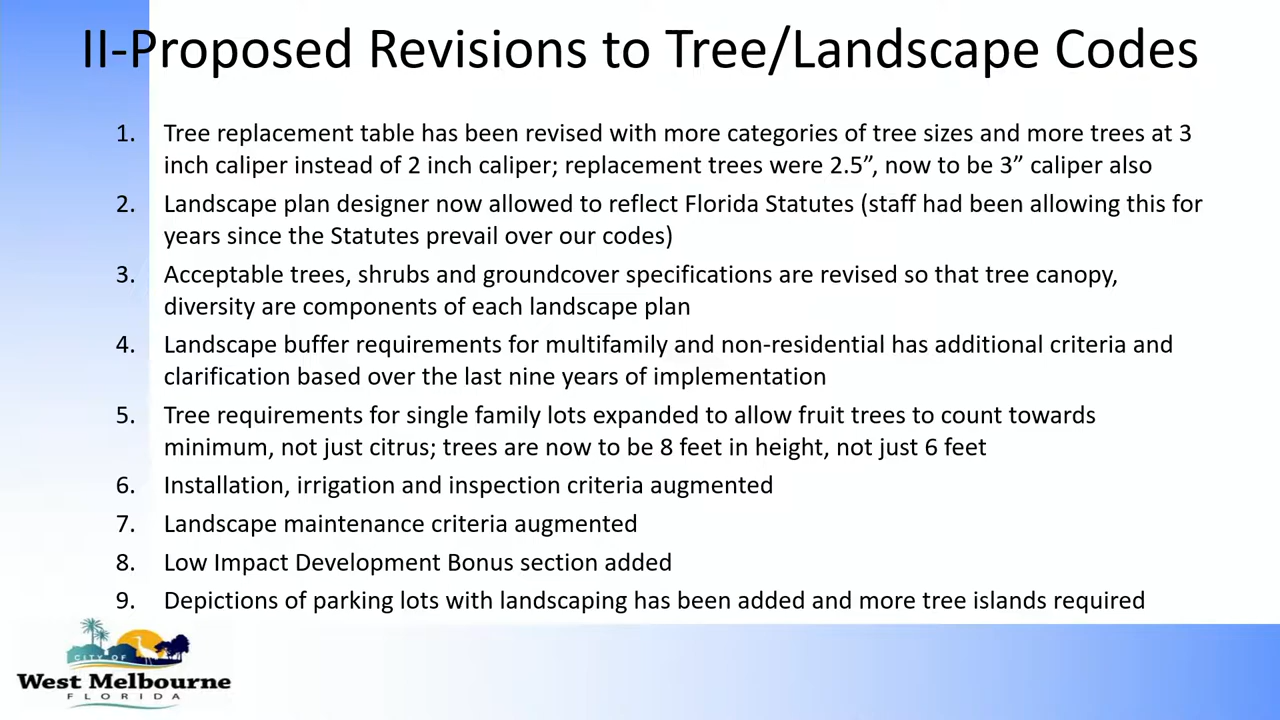 II-Proposed Revisions to Tree/Landscape Codes
1. Tree replacement table has been revised with more categories of tree sizes and more trees at 3
inch caliper instead of 2 inch caliper; replacement trees were 2.5”, now to be 3” caliper also
2. Landscape plan designer now allowed to reflect Florida Statutes (staff had been allowing this for
years since the Statutes prevail over our codes)
3. Acceptable trees, shrubs and groundcover specifications are revised so that tree canopy,
diversity are components of each landscape plan
4. Landscape buffer requirements for multifamily and non-residential has additional criteria and
clarification based over the last nine years of implementation
5. Tree requirements for single family lots expanded to allow fruit trees to count towards
minimum, not just citrus; trees are now to be 8 feet in height, not just 6 feet
6. Installation, irrigation and inspection criteria augmented
7. Landscape maintenance criteria augmented
8. Low Impact Development Bonus section added
9. Depictions of parking lots with landscaping has been added and more tree islands required
CITY OF
West Melbourne
FLORIDA